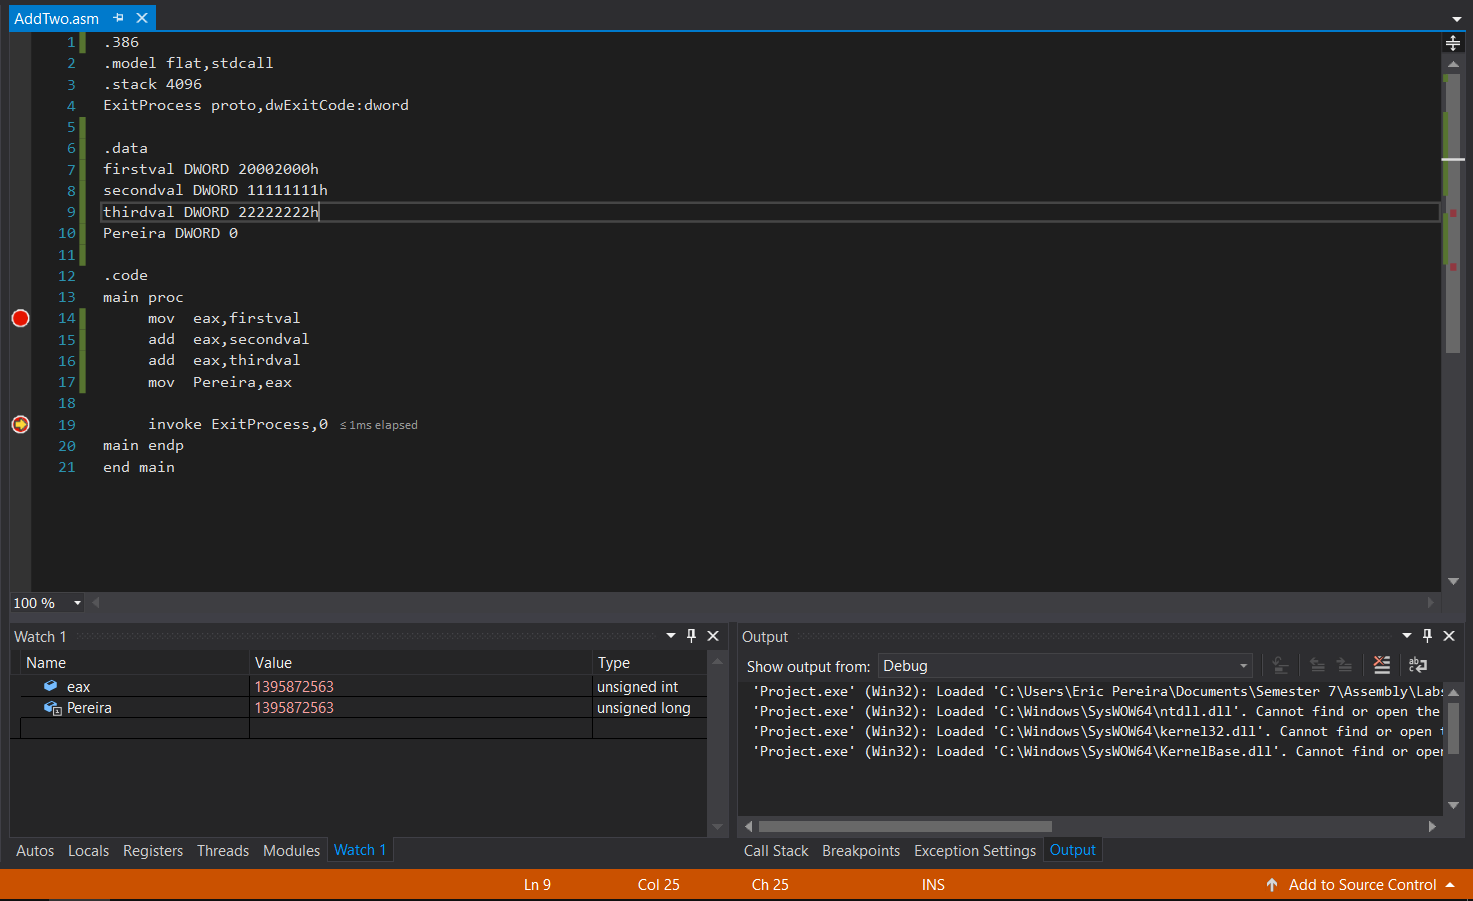 AddTwo.asm
1 .386
2 .model flat,stdcall
3 .stack 4096
4 ExitProcess proto,dwExitCode:dword
5
6 .data
7 firstval DWORD 20002000h
8 secondval DWORD 11111111h
9 thirdval DWORD 22222222h
10 Pereira DWORD 0
11
12 .code
13 main proc
14 mov eax,firstval
15 add eax,secondval
16 add eax,thirdval
17 mov Pereira,eax
18
19 invoke ExitProcess,0 ≤ 1ms elapsed
20 main endp
21 end main
100 %
Watch 1
Name Value Type
eax 1395872563 unsigned int
Pereira 1395872563 unsigned long
Autos Locals Registers Threads Modules Watch 1
Output
Show output from: Debug
'Project.exe' (Win32): Loaded 'C:\Users\Eric Pereira\Documents\Semester 7\Assembly\Labs
'Project.exe' (Win32): Loaded 'C:\Windows\SysWOW64\ntdll.dll'. Cannot find or open the
'Project.exe' (Win32): Loaded 'C:\Windows\SysWOW64\kernel32.dll'. Cannot find or open
'Project.exe' (Win32): Loaded 'C:\Windows\SysWOW64\KernelBase.dll'. Cannot find or
Call Stack Breakpoints Exception Settings Output
Ln 9 Col 25 Ch 25 INS Add to Source Control